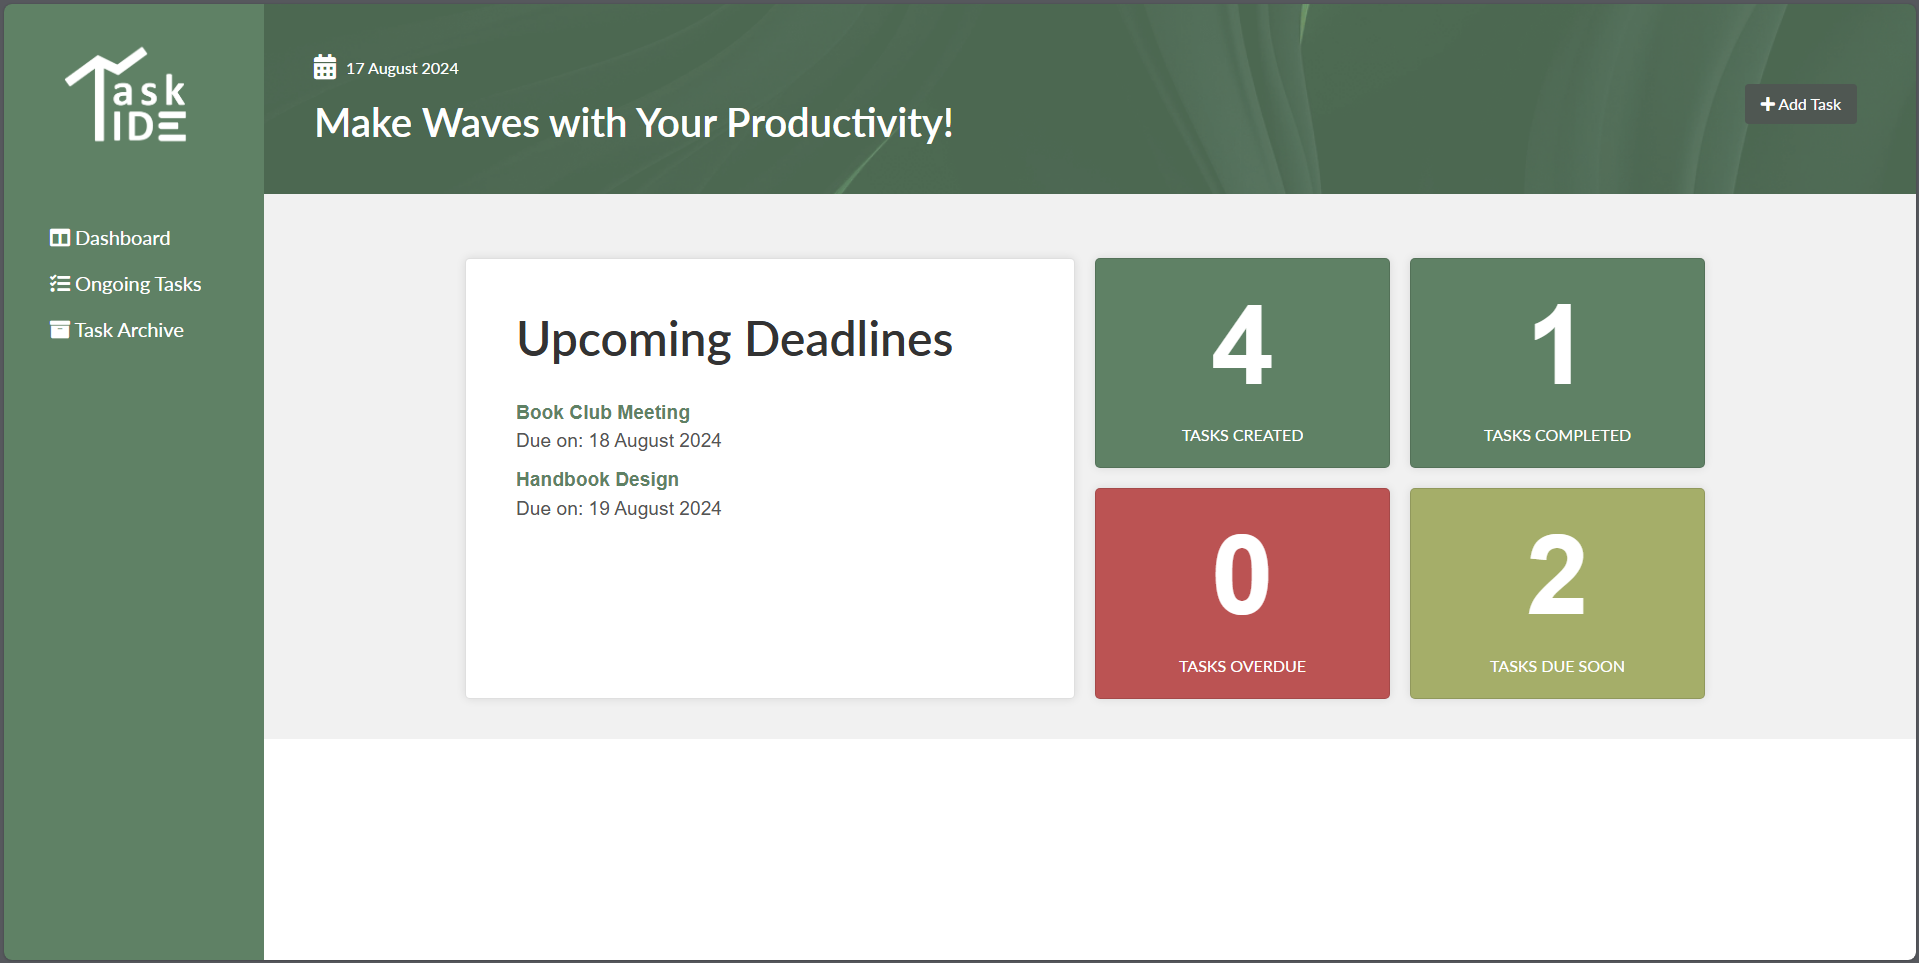 Task
TIDE
Dashboard
Ongoing Tasks
Task Archive
17 August 2024
Make Waves with Your Productivity!
Add Task
Upcoming Deadlines
Book Club Meeting
Due on: 18 August 2024
Handbook Design
Due on: 19 August 2024
4
TASKS CREATED
1
TASKS COMPLETED
0
TASKS OVERDUE
2
TASKS DUE SOON